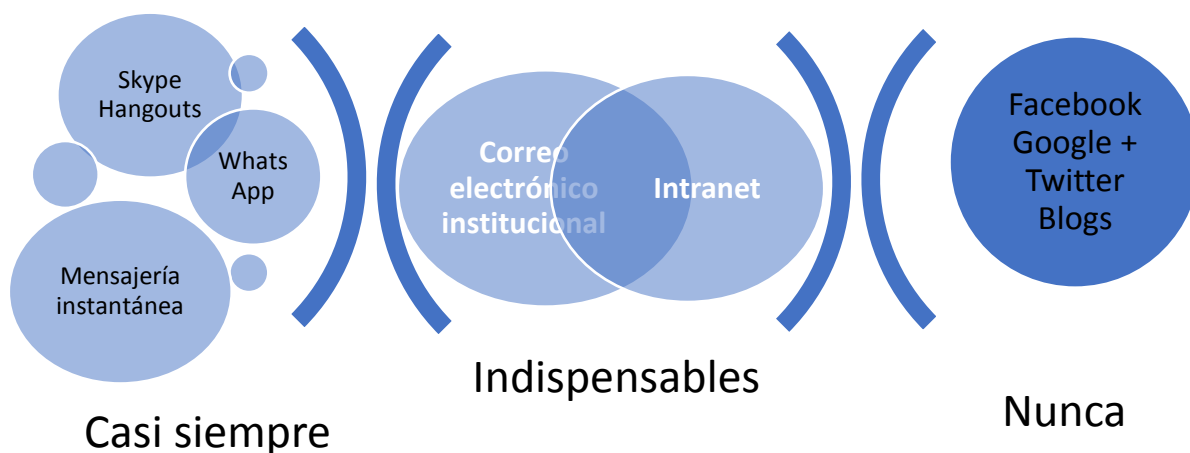 Skype
Hangouts
Whats
App
Mensajería
instantánea
Casi siempre
Correo
electrónico
institucional
Intranet
Indispensables
Facebook
Google +
Twitter
Blogs
Nunca